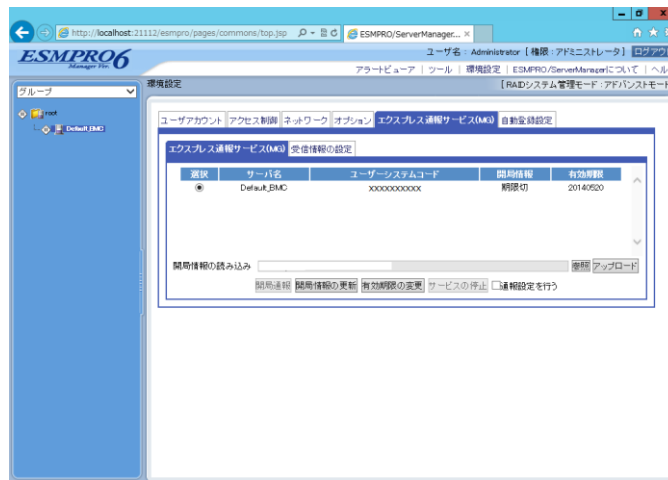 http://localhost:21112/esmpro/pages/commons/top.jsp
ESMPRO/ServerManager...
ESMPRO6
Manager Ver.
ユーザ名 : Administrator [ 権限 : アドミニストレータ ] ログアウ
アラートビューア | ツール | 環境設定 | ESMPRO/ServerManagerについて | ヘル
グループ
環境設定
[ RAIDシステム管理モード : アドバンストモード
root
Default_BMC
ユーザアカウント アクセス制御 ネットワーク オプション エクスプレス通報サービス(MG) 自動登録設定
エクスプレス通報サービス(MG) 受信情報の設定
選択 サーバ名 ユーザーシステムコード 開局情報 有効期限
Default_BMC xxxxxxxxxx 期限切 20140520
開局情報の読み込み 参照 アップロード
開局通報 開局情報の更新 有効期限の変更 サービスの停止 通報設定を行う